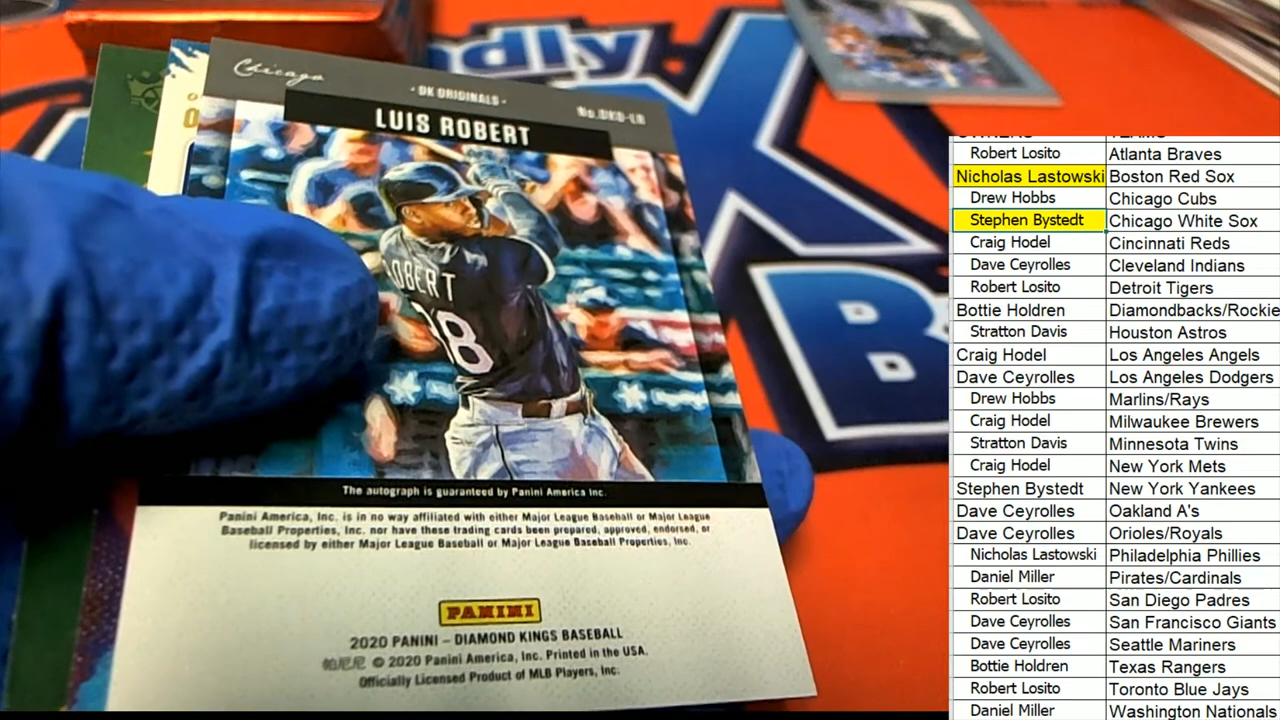 Chicago
· DK ORIGINALS ·
No.DKO-LR
LUIS ROBERT
OBERT
88
The autograph is guaranteed by Panini America Inc.
Panini America, Inc. is in no way affiliated with either Major League Baseball or Major League
Baseball Properties, Inc. nor have these trading cards been prepared, approved, endorsed, or
licensed by either Major League Baseball or Major League Baseball Properties, Inc.
PANINI
2020 PANINI – DIAMOND KINGS BASEBALL
帕尼尼 © 2020 Panini America, Inc. Printed in the USA.
Officially Licensed Product of MLB Players, Inc.
dly
X
B
OWNERS TEAMS
Robert Losito Atlanta Braves
Nicholas Lastowski Boston Red Sox
Drew Hobbs Chicago Cubs
Stephen Bystedt Chicago White Sox
Craig Hodel Cincinnati Reds
Dave Ceyrolles Cleveland Indians
Robert Losito Detroit Tigers
Bottie Holdren Diamondbacks/Rockie
Stratton Davis Houston Astros
Craig Hodel Los Angeles Angels
Dave Ceyrolles Los Angeles Dodgers
Drew Hobbs Marlins/Rays
Craig Hodel Milwaukee Brewers
Stratton Davis Minnesota Twins
Craig Hodel New York Mets
Stephen Bystedt New York Yankees
Dave Ceyrolles Oakland A's
Dave Ceyrolles Orioles/Royals
Nicholas Lastowski Philadelphia Phillies
Daniel Miller Pirates/Cardinals
Robert Losito San Diego Padres
Dave Ceyrolles San Francisco Giants
Dave Ceyrolles Seattle Mariners
Bottie Holdren Texas Rangers
Robert Losito Toronto Blue Jays
Daniel Miller Washington Nationals